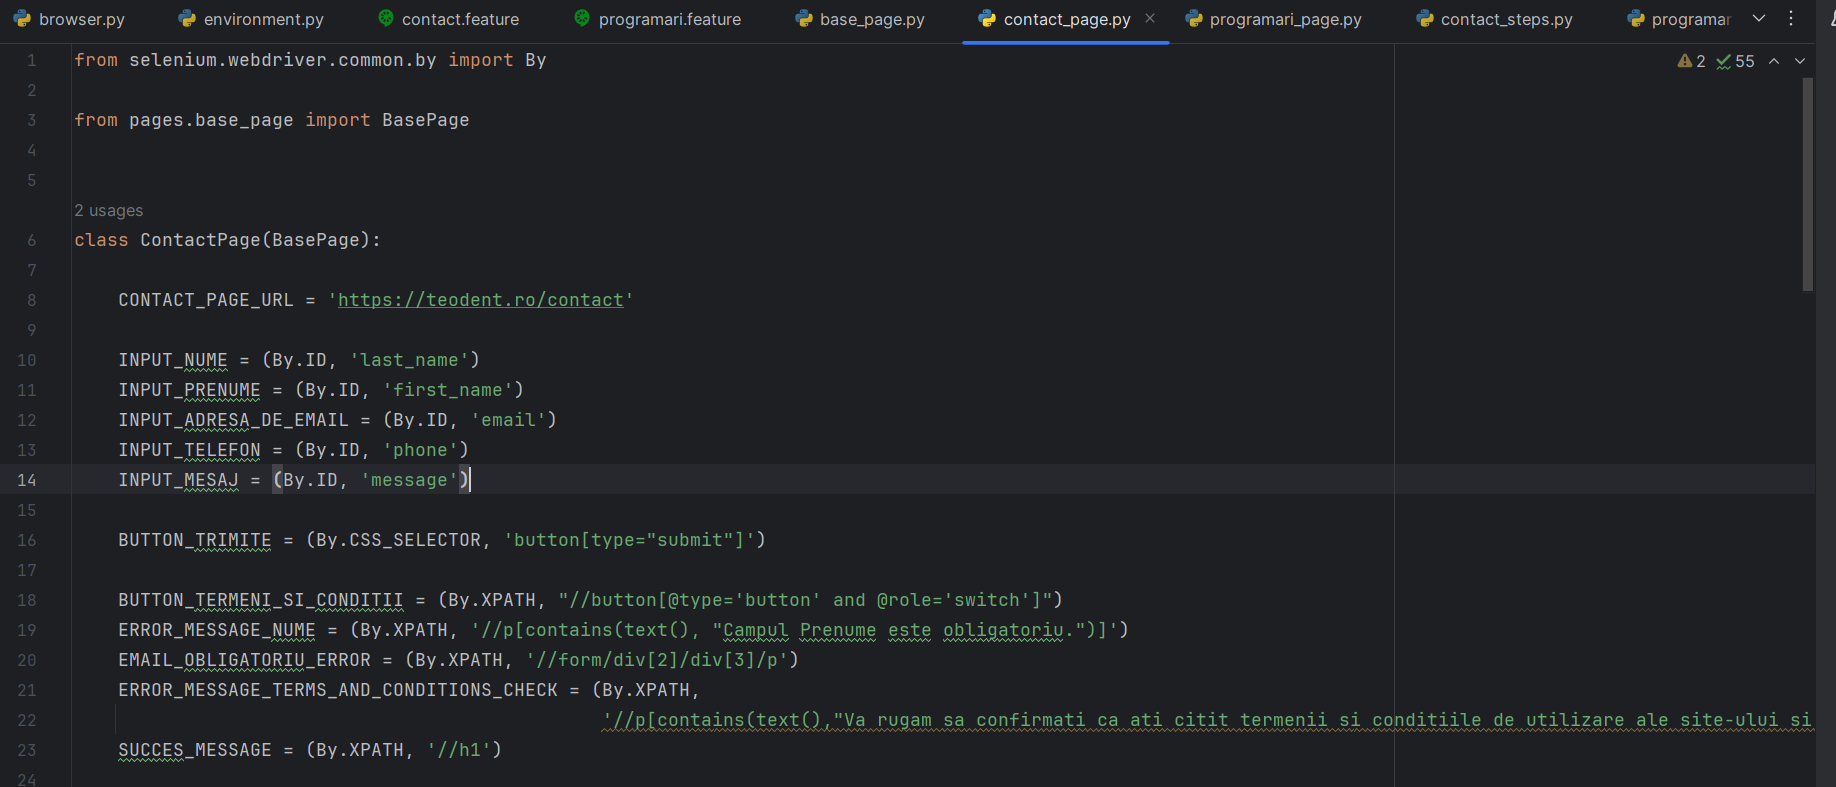 browser.py environment.py contact.feature programari.feature base_page.py contact_page.py programari_page.py contact_steps.py programar
2 55
1 from selenium.webdriver.common.by import By
2
3 from pages.base_page import BasePage
4
5
2 usages
6 class ContactPage(BasePage):
7
8 CONTACT_PAGE_URL = 'https://teodent.ro/contact'
9
10 INPUT_NUME = (By.ID, 'last_name')
11 INPUT_PRENUME = (By.ID, 'first_name')
12 INPUT_ADRESA_DE_EMAIL = (By.ID, 'email')
13 INPUT_TELEFON = (By.ID, 'phone')
14 INPUT_MESAJ = (By.ID, 'message')
15
16 BUTTON_TRIMITE = (By.CSS_SELECTOR, 'button[type="submit"]')
17
18 BUTTON_TERMENI_SI_CONDITII = (By.XPATH, "//button[@type='button' and @role='switch']")
19 ERROR_MESSAGE_NUME = (By.XPATH, '//p[contains(text(), "Campul Prenume este obligatoriu.")]')
20 EMAIL_OBLIGATORIU_ERROR = (By.XPATH, '//form/div[2]/div[3]/p')
21 ERROR_MESSAGE_TERMS_AND_CONDITIONS_CHECK = (By.XPATH,
22 '//p[contains(text(),"Va rugam sa confirmati ca ati citit termenii si conditiile de utilizare ale site-ului si
23 SUCCES_MESSAGE = (By.XPATH, '//h1')
24